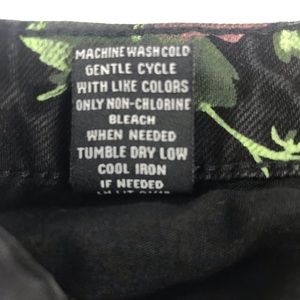 MACHINE WASH COLD
GENTLE CYCLE
WITH LIKE COLORS
ONLY NON-CHLORINE
BLEACH
WHEN NEEDED
TUMBLE DRY LOW
COOL IRON
IF NEEDED